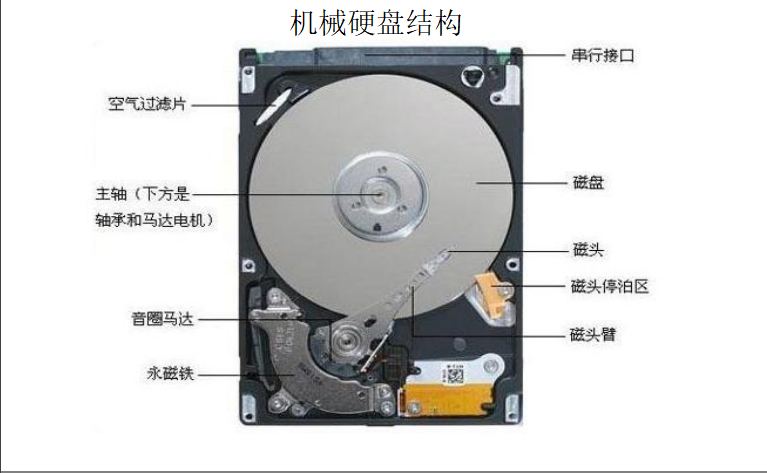 机械硬盘结构
串行接口
空气过滤片
磁盘
主轴（下方是
轴承和马达电机）
磁头
磁头停泊区
音圈马达
磁头臂
永磁铁